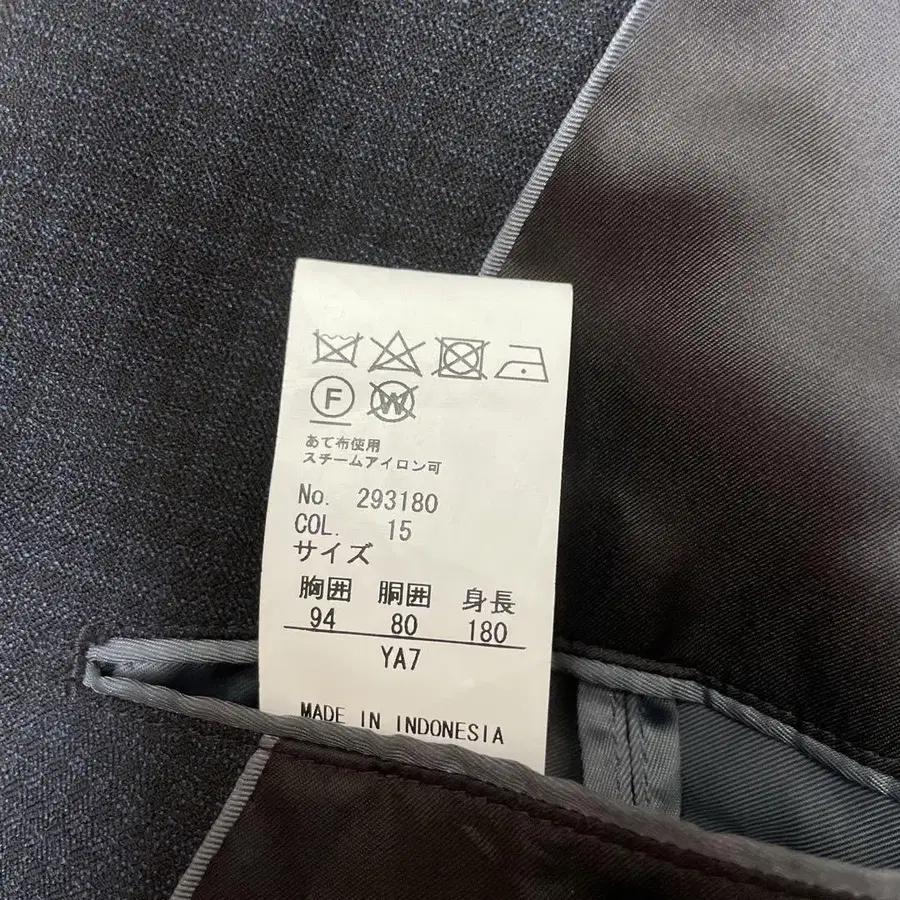 F W
あて布使用
スチームアイロン可
No. 293180
COL. 15
サイズ
胸囲 胴囲 身長
94 80 180
YA7
MADE IN INDONESIA